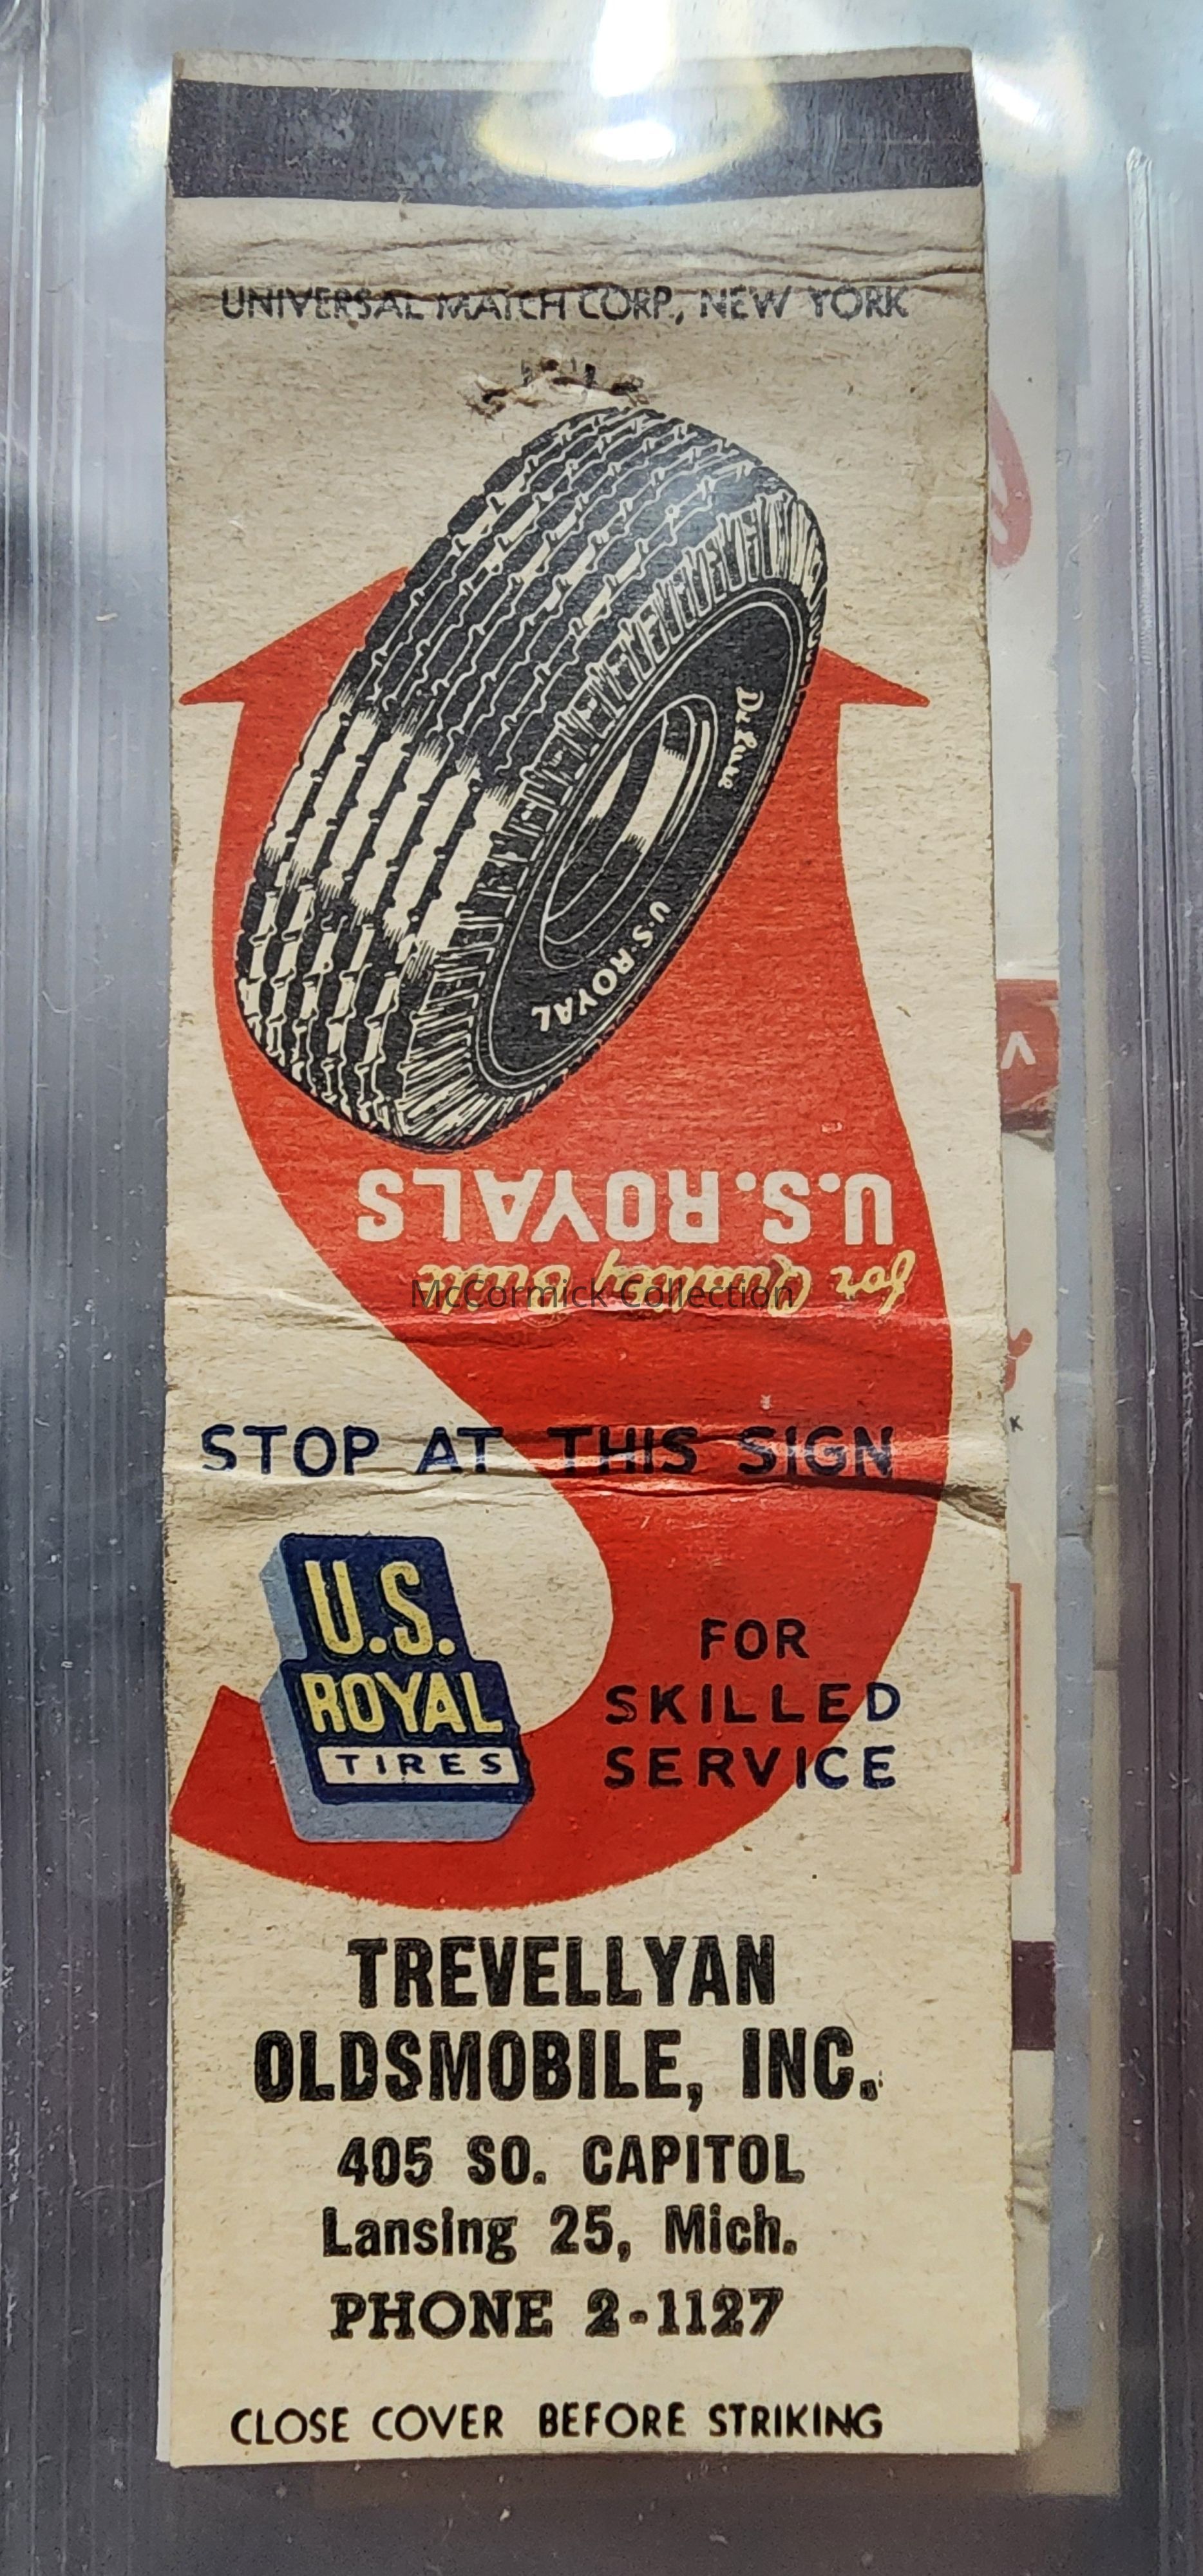 UNIVERSAL MATCH CORP., NEW YORK
De Luxe
U.S. ROYAL
for Quality Buy
U.S. ROYALS
McCormick Collection
STOP AT THIS SIGN
U.S.
ROYAL
TIRES
FOR
SKILLED
SERVICE
TREVELLYAN
OLDSMOBILE, INC.
405 SO. CAPITOL
Lansing 25, Mich.
PHONE 2-1127
CLOSE COVER BEFORE STRIKING